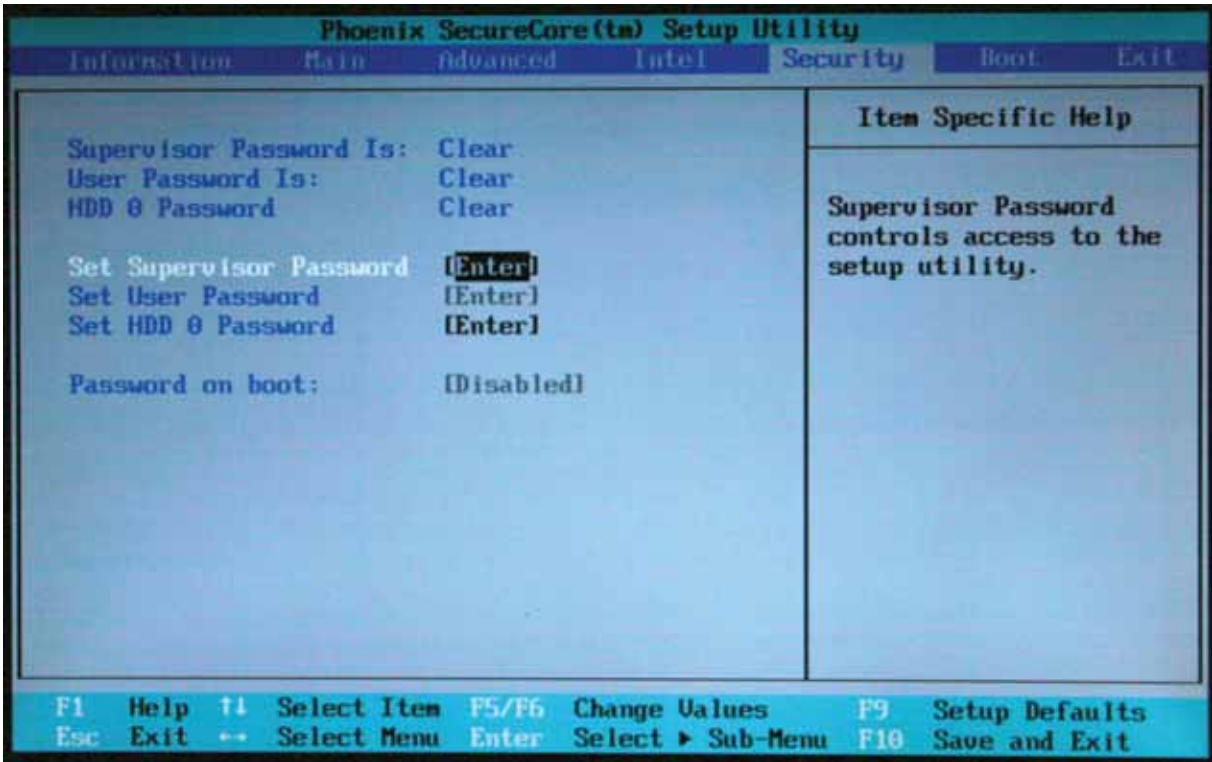 Phoenix SecureCore(tm) Setup Utility
Information Main Advanced Intel Security Boot Exit
Item Specific Help
Supervisor Password Is: Clear
User Password Is: Clear
HDD 0 Password Clear
Supervisor Password
controls access to the
setup utility.
Set Supervisor Password [Enter]
Set User Password [Enter]
Set HDD 0 Password [Enter]
Password on boot: [Disabled]
F1 Help ↑↓ Select Item F5/F6 Change Values F9 Setup Defaults
Esc Exit ↔ Select Menu Enter Select ▶ Sub-Menu F10 Save and Exit